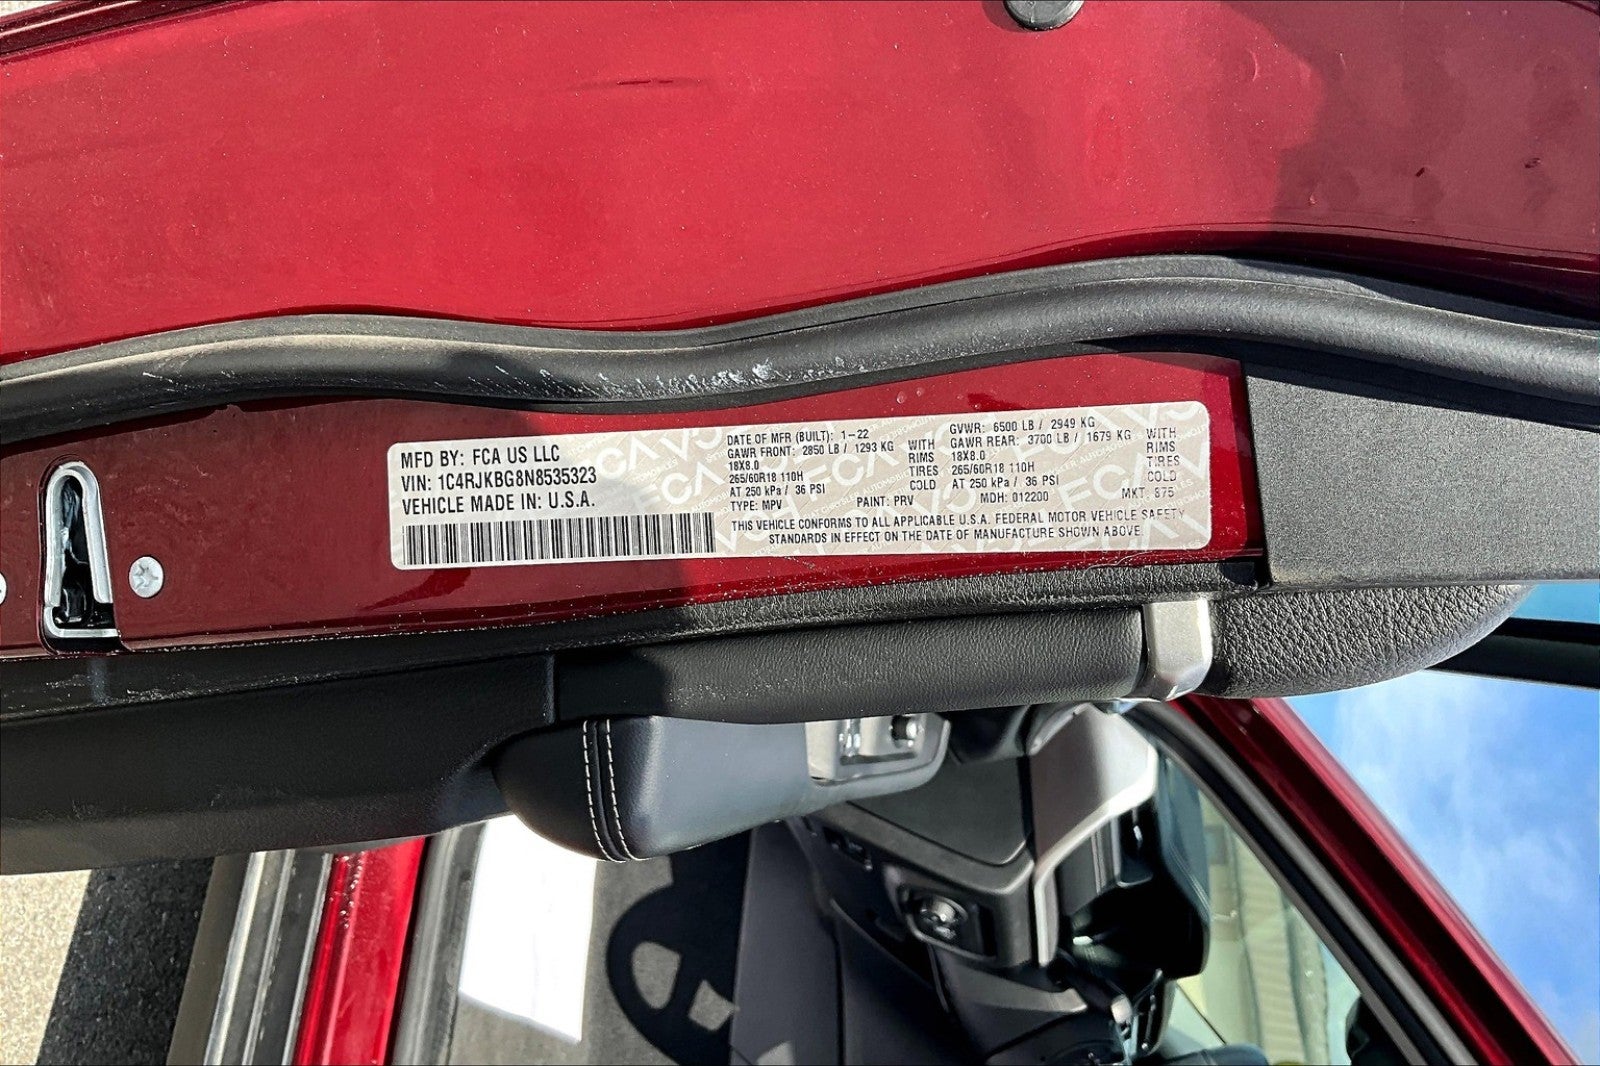 MFD BY: FCA US LLC
VIN: 1C4RJKBG8N8535323
VEHICLE MADE IN: U.S.A.
DATE OF MFR (BUILT): 1-22 GVWR: 6500 LB / 2949 KG
GAWR FRONT: 2850 LB / 1293 KG WITH GAWR REAR: 3700 LB / 1679 KG WITH
18X8.0 RIMS 18X8.0 RIMS
265/60R18 110H TIRES 265/60R18 110H TIRES
AT 250 kPa / 36 PSI COLD AT 250 kPa / 36 PSI COLD
TYPE: MPV PAINT: PRV MDH: 012200 MKT: 875
THIS VEHICLE CONFORMS TO ALL APPLICABLE U.S.A. FEDERAL MOTOR VEHICLE SAFETY
STANDARDS IN EFFECT ON THE DATE OF MANUFACTURE SHOWN ABOVE.